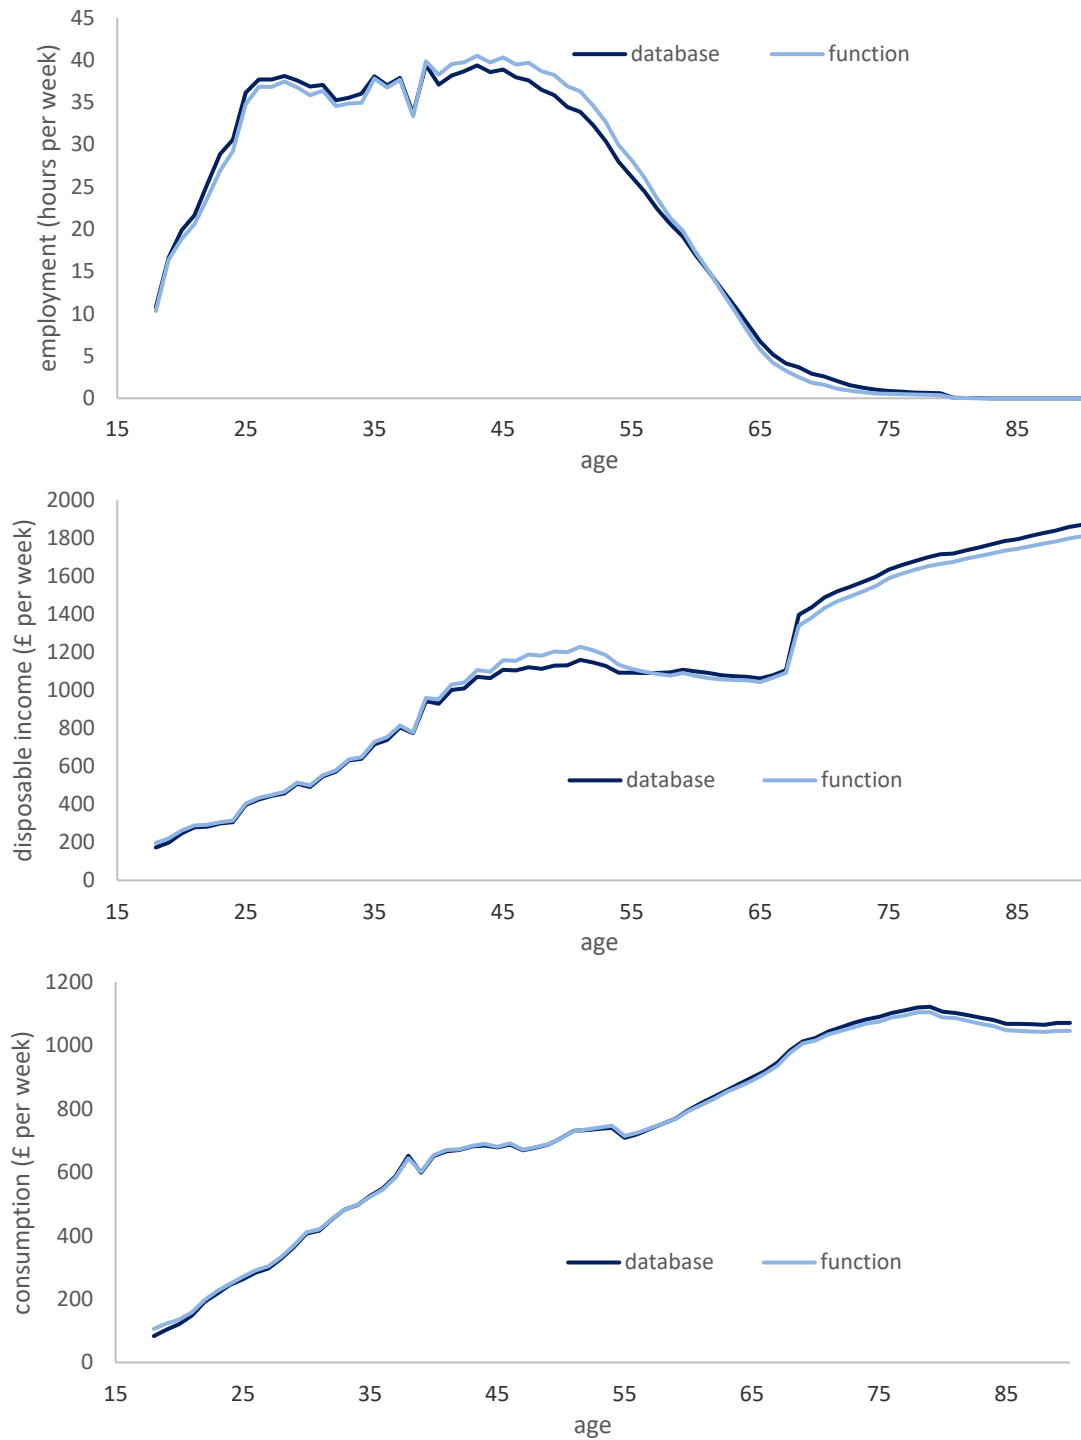 employment (hours per week)
45
40
35
30
25
20
15
10
5
0
database
function
15 25 35 45 55 65 75 85
age
disposable income (£ per week)
2000
1800
1600
1400
1200
1000
800
600
400
200
0
database
function
15 25 35 45 55 65 75 85
age
consumption (£ per week)
1200
1000
800
600
400
200
0
database
function
15 25 35 45 55 65 75 85
age